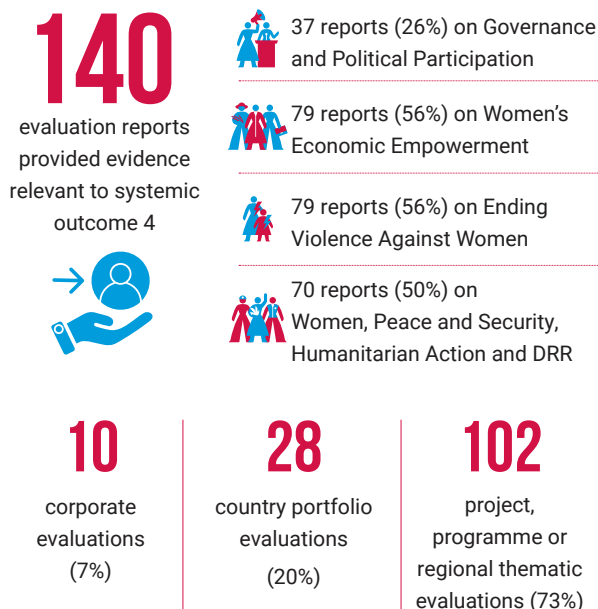 140
evaluation reports
provided evidence
relevant to systemic
outcome 4
37 reports (26%) on Governance
and Political Participation
79 reports (56%) on Women’s
Economic Empowerment
79 reports (56%) on Ending
Violence Against Women
70 reports (50%) on
Women, Peace and Security,
Humanitarian Action and DRR
10
corporate
evaluations
(7%)
28
country portfolio
evaluations
(20%)
102
project,
programme or
regional thematic
evaluations (73%)